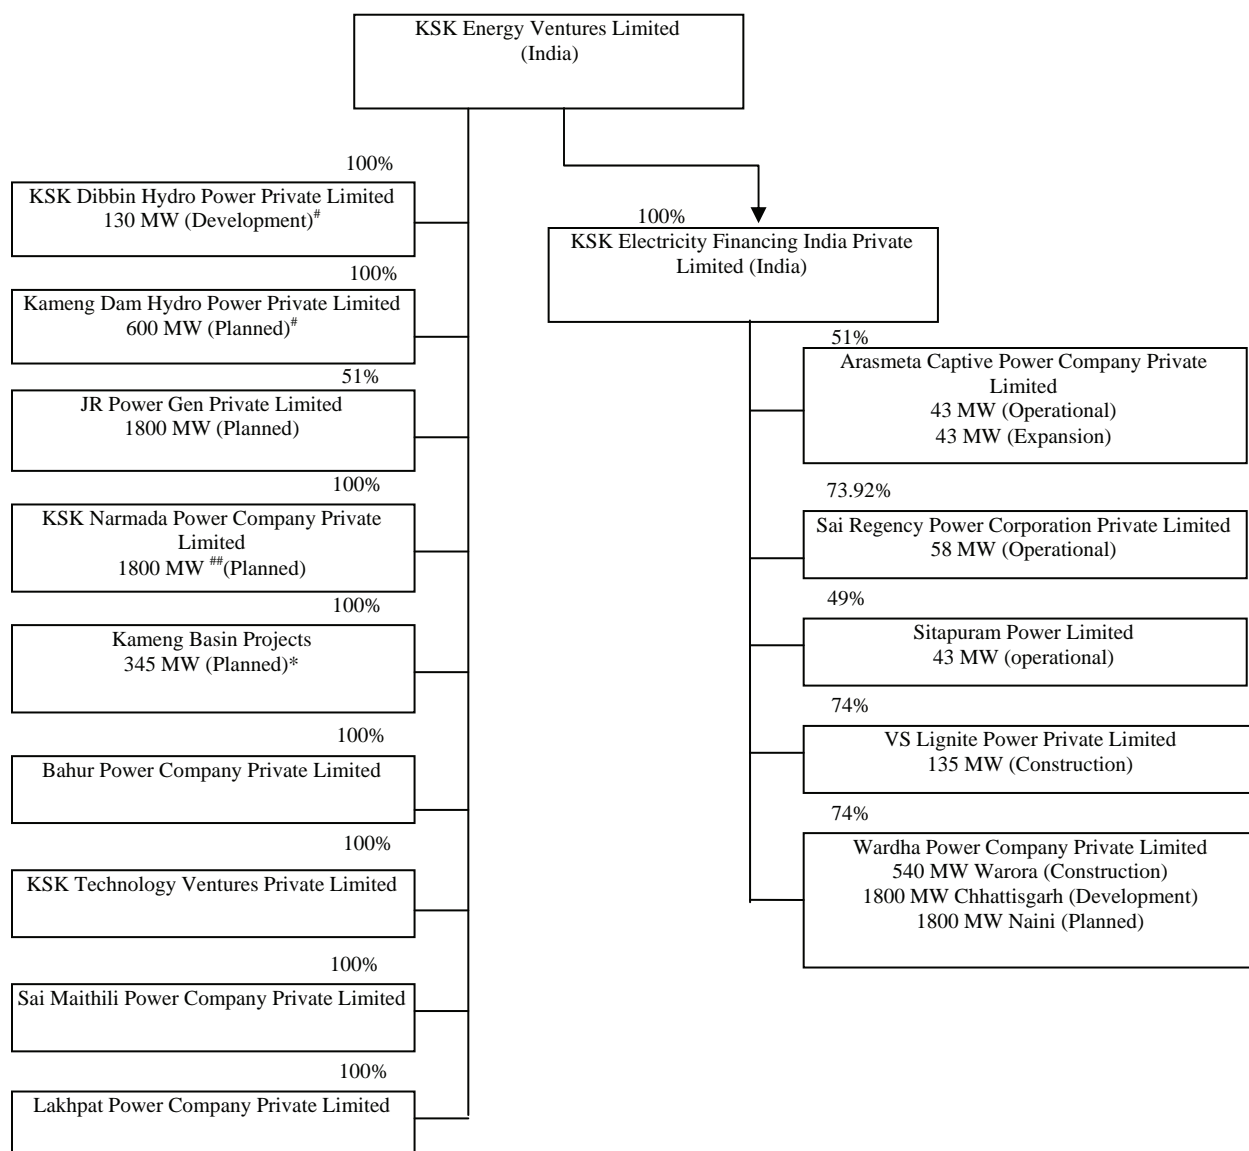 KSK Energy Ventures Limited
(India)
100%
KSK Dibbin Hydro Power Private Limited
130 MW (Development)#
100%
Kameng Dam Hydro Power Private Limited
600 MW (Planned)#
51%
JR Power Gen Private Limited
1800 MW (Planned)
100%
KSK Narmada Power Company Private
Limited
1800 MW ##(Planned)
100%
Kameng Basin Projects
345 MW (Planned)*
100%
Bahur Power Company Private Limited
100%
KSK Technology Ventures Private Limited
100%
Sai Maithili Power Company Private Limited
100%
Lakhpat Power Company Private Limited
100%
KSK Electricity Financing India Private
Limited (India)
51%
Arasmeta Captive Power Company Private
Limited
43 MW (Operational)
43 MW (Expansion)
73.92%
Sai Regency Power Corporation Private Limited
58 MW (Operational)
49%
Sitapuram Power Limited
43 MW (operational)
74%
VS Lignite Power Private Limited
135 MW (Construction)
74%
Wardha Power Company Private Limited
540 MW Warora (Construction)
1800 MW Chhattisgarh (Development)
1800 MW Naini (Planned)